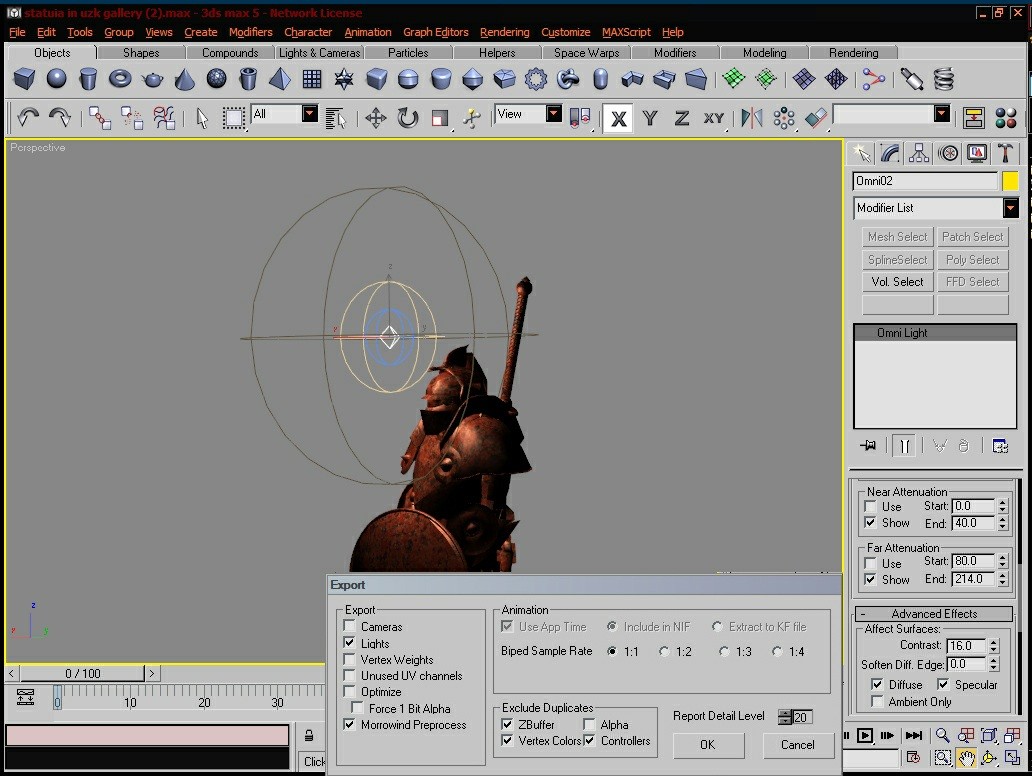 statuia in uzk gallery (2).max - 3ds max 5 - Network License
File Edit Tools Group Views Create Modifiers Character Animation Graph Editors Rendering Customize MAXScript Help
Objects Shapes Compounds Lights & Cameras Particles Helpers Space Warps Modifiers Modeling Rendering
All View X Y Z XY
Perspective
Omni02
Modifier List
Mesh Select Patch Select
SplineSelect Poly Select
Vol. Select FFD Select
Omni Light
z
y
Near Attenuation
Use Start: 0.0
Show End: 40.0
Far Attenuation
Use Start: 80.0
Show End: 214.0
- Advanced Effects
Affect Surfaces:
Contrast: 16.0
Soften Diff. Edge: 0.0
Diffuse Specular
Ambient Only
z
y
< 0 / 100 >
0 10 20 30
Click
Export
Export
Cameras
Lights
Vertex Weights
Unused UV channels
Optimize
Force 1 Bit Alpha
Morrowind Preprocess
Animation
Use App Time Include in NIF Extract to KF file
Biped Sample Rate 1:1 1:2 1:3 1:4
Exclude Duplicates
ZBuffer Alpha
Vertex Colors Controllers
Report Detail Level 20
OK Cancel